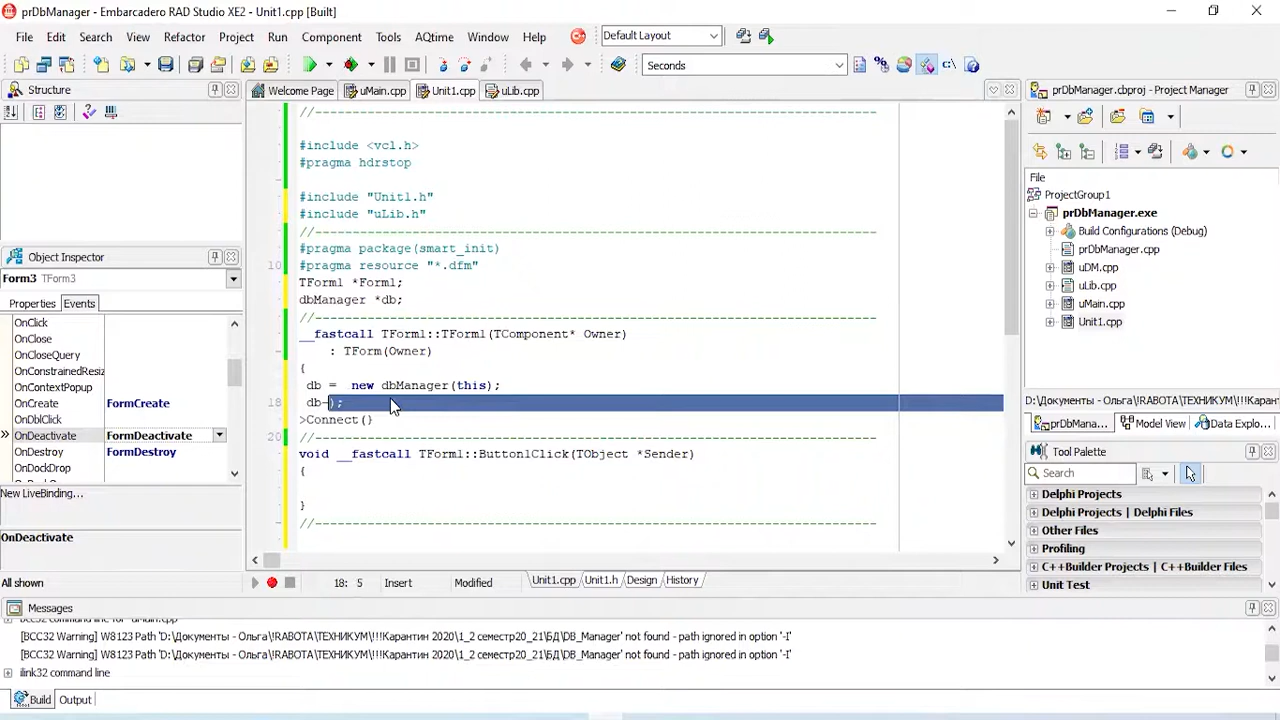 prDbManager - Embarcadero RAD Studio XE2 - Unit1.cpp [Built]
File Edit Search View Refactor Project Run Component Tools AQtime Window Help Default Layout
Seconds
Structure
Welcome Page uMain.cpp Unit1.cpp uLib.cpp
prDbManager.cbproj - Project Manager
//---------------------------------------------------------------------------
#include <vcl.h>
#pragma hdrstop
#include "Unit1.h"
#include "uLib.h"
//---------------------------------------------------------------------------
#pragma package(smart_init)
10 #pragma resource "*.dfm"
TForm1 *Form1;
dbManager *db;
//---------------------------------------------------------------------------
__fastcall TForm1::TForm1(TComponent* Owner)
: TForm(Owner)
{
db = new dbManager(this);
18 db-);
>Connect(}
20 //---------------------------------------------------------------------------
void __fastcall TForm1::Button1Click(TObject *Sender)
{
}
//---------------------------------------------------------------------------
Object Inspector
Form3 TForm3
Properties Events
OnClick
OnClose
OnCloseQuery
OnConstrainedResiz
OnContextPopup
OnCreate FormCreate
OnDblClick
OnDeactivate FormDeactivate
OnDestroy FormDestroy
OnDockDrop
New LiveBinding...
OnDeactivate
All shown
18: 5 Insert Modified Unit1.cpp Unit1.h Design History
File
ProjectGroup1
prDbManager.exe
Build Configurations (Debug)
prDbManager.cpp
uDM.cpp
uLib.cpp
uMain.cpp
Unit1.cpp
D:\Документы - Ольга\!RABOTA\ТЕХНИКУМ\!!!Кара
prDbMana... Model View Data Explo...
Tool Palette
Search
Delphi Projects
Delphi Projects | Delphi Files
Other Files
Profiling
C++Builder Projects | C++Builder Files
Unit Test
Messages
BCC32 command line for "uMain.cpp"
[BCC32 Warning] W8123 Path 'D:\Документы - Ольга\!RABOTA\ТЕХНИКУМ\!!!Карантин 2020\1_2 семестр20_21\БД\DB_Manager' not found - path ignored in option '-I'
[BCC32 Warning] W8123 Path 'D:\Документы - Ольга\!RABOTA\ТЕХНИКУМ\!!!Карантин 2020\1_2 семестр20_21\БД\DB_Manager' not found - path ignored in option '-I'
ilink32 command line
Build Output